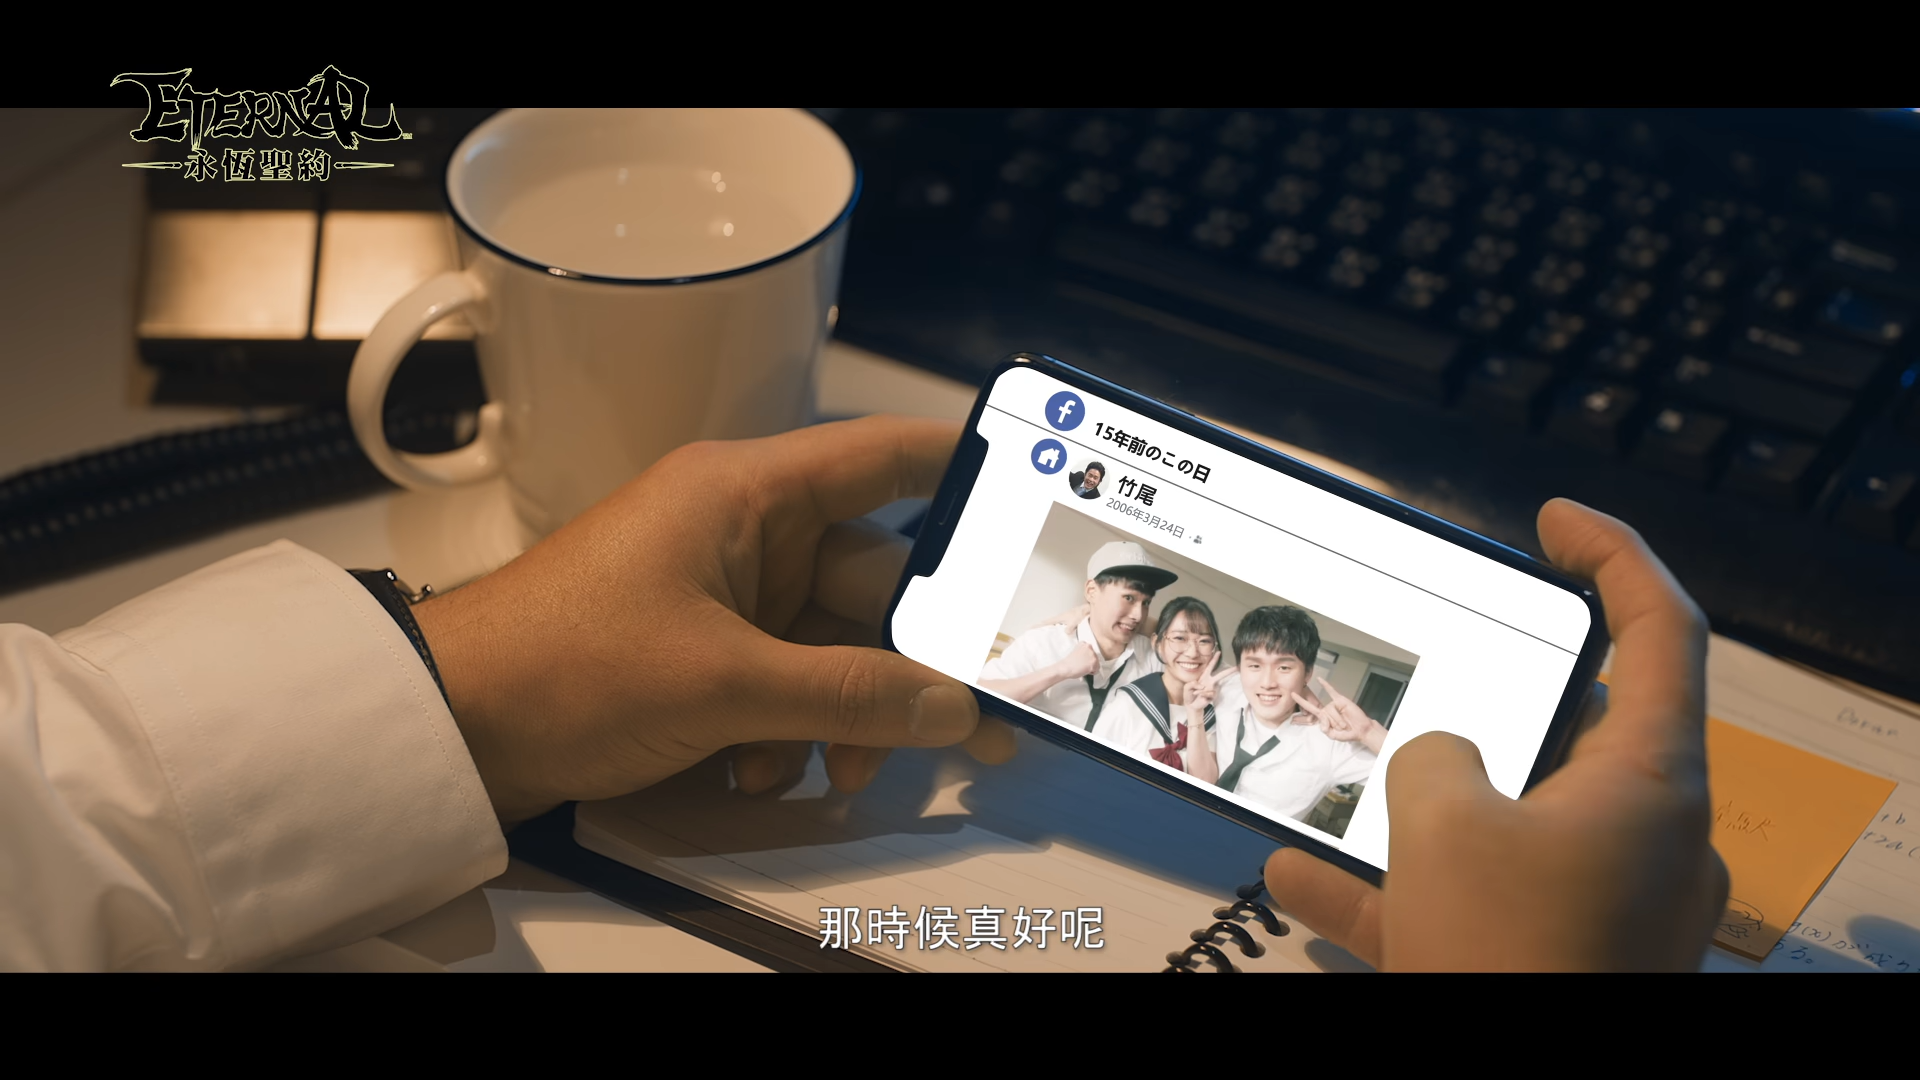 ETERNAL
永恆聖約
15年前のこの日
竹尾
2006年3月24日
那時候真好呢